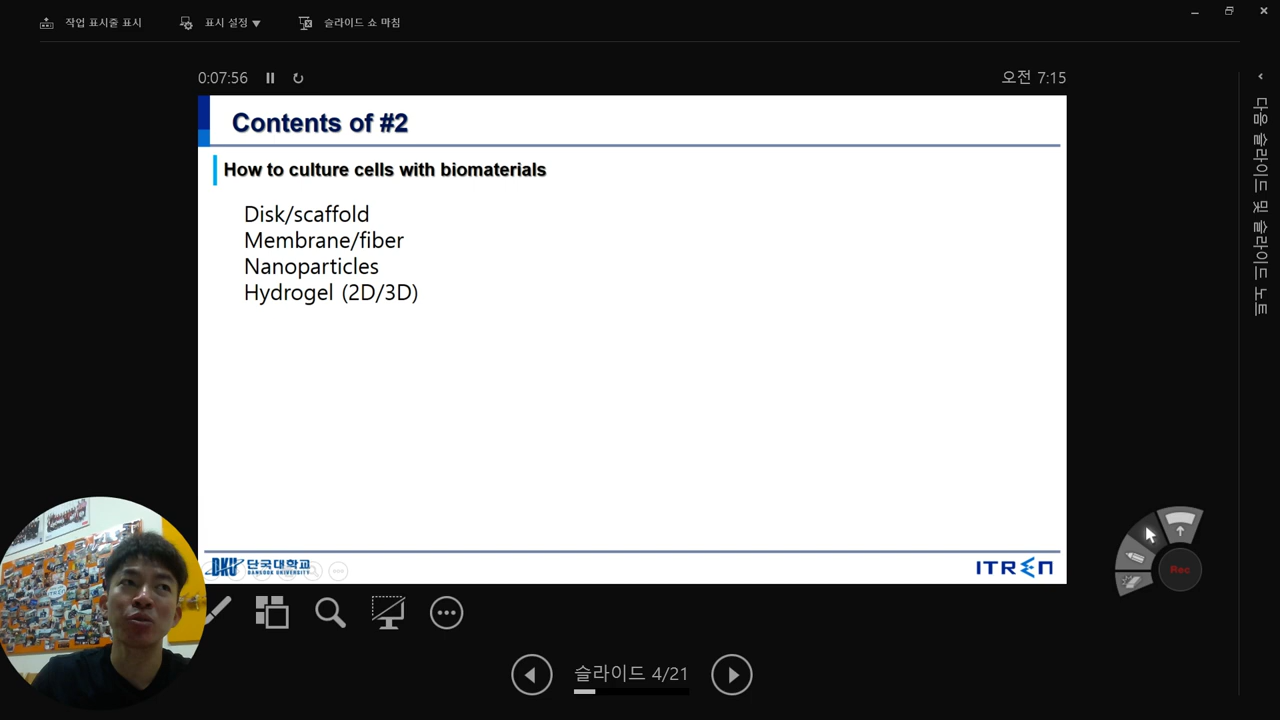 작업 표시줄 표시
표시 설정
슬라이드 쇼 마침
0:07:56
오전 7:15
Contents of #2
How to culture cells with biomaterials
Disk/scaffold
Membrane/fiber
Nanoparticles
Hydrogel (2D/3D)
DKU 단국대학교
DANKOOK UNIVERSITY
ITREN
Rec
슬라이드 4/21
다음 슬라이드 및 슬라이드 노트